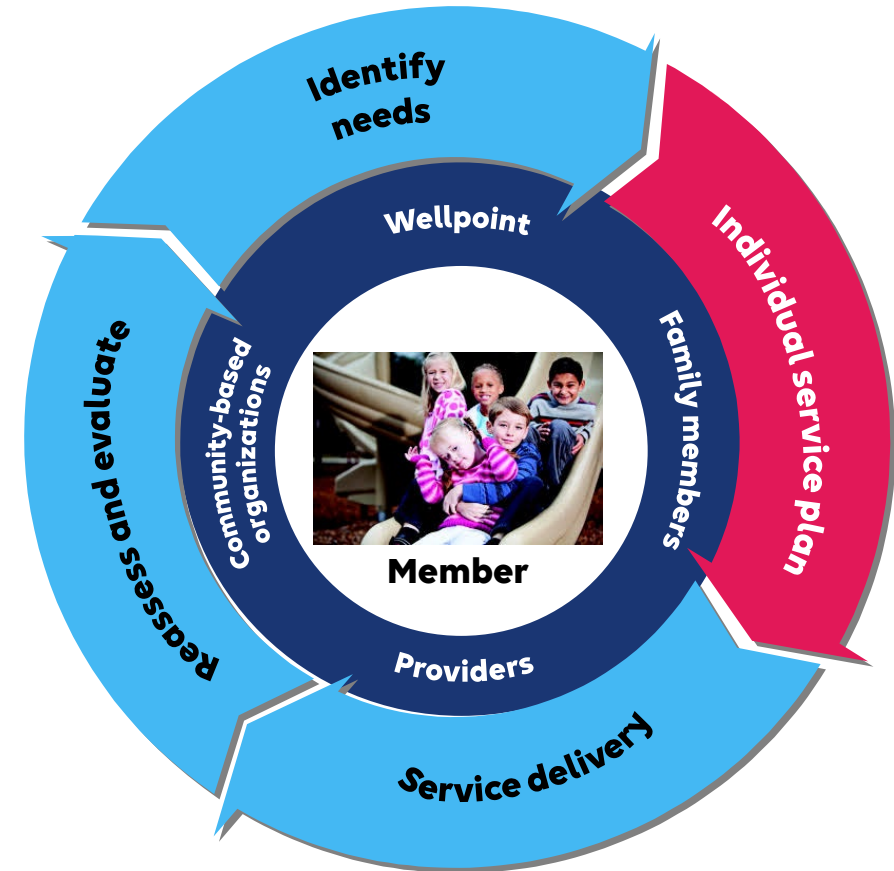 Identify
needs
Individual service plan
Service delivery
Reassess and evaluate
Wellpoint
Family members
Providers
Community-based
organizations
Member